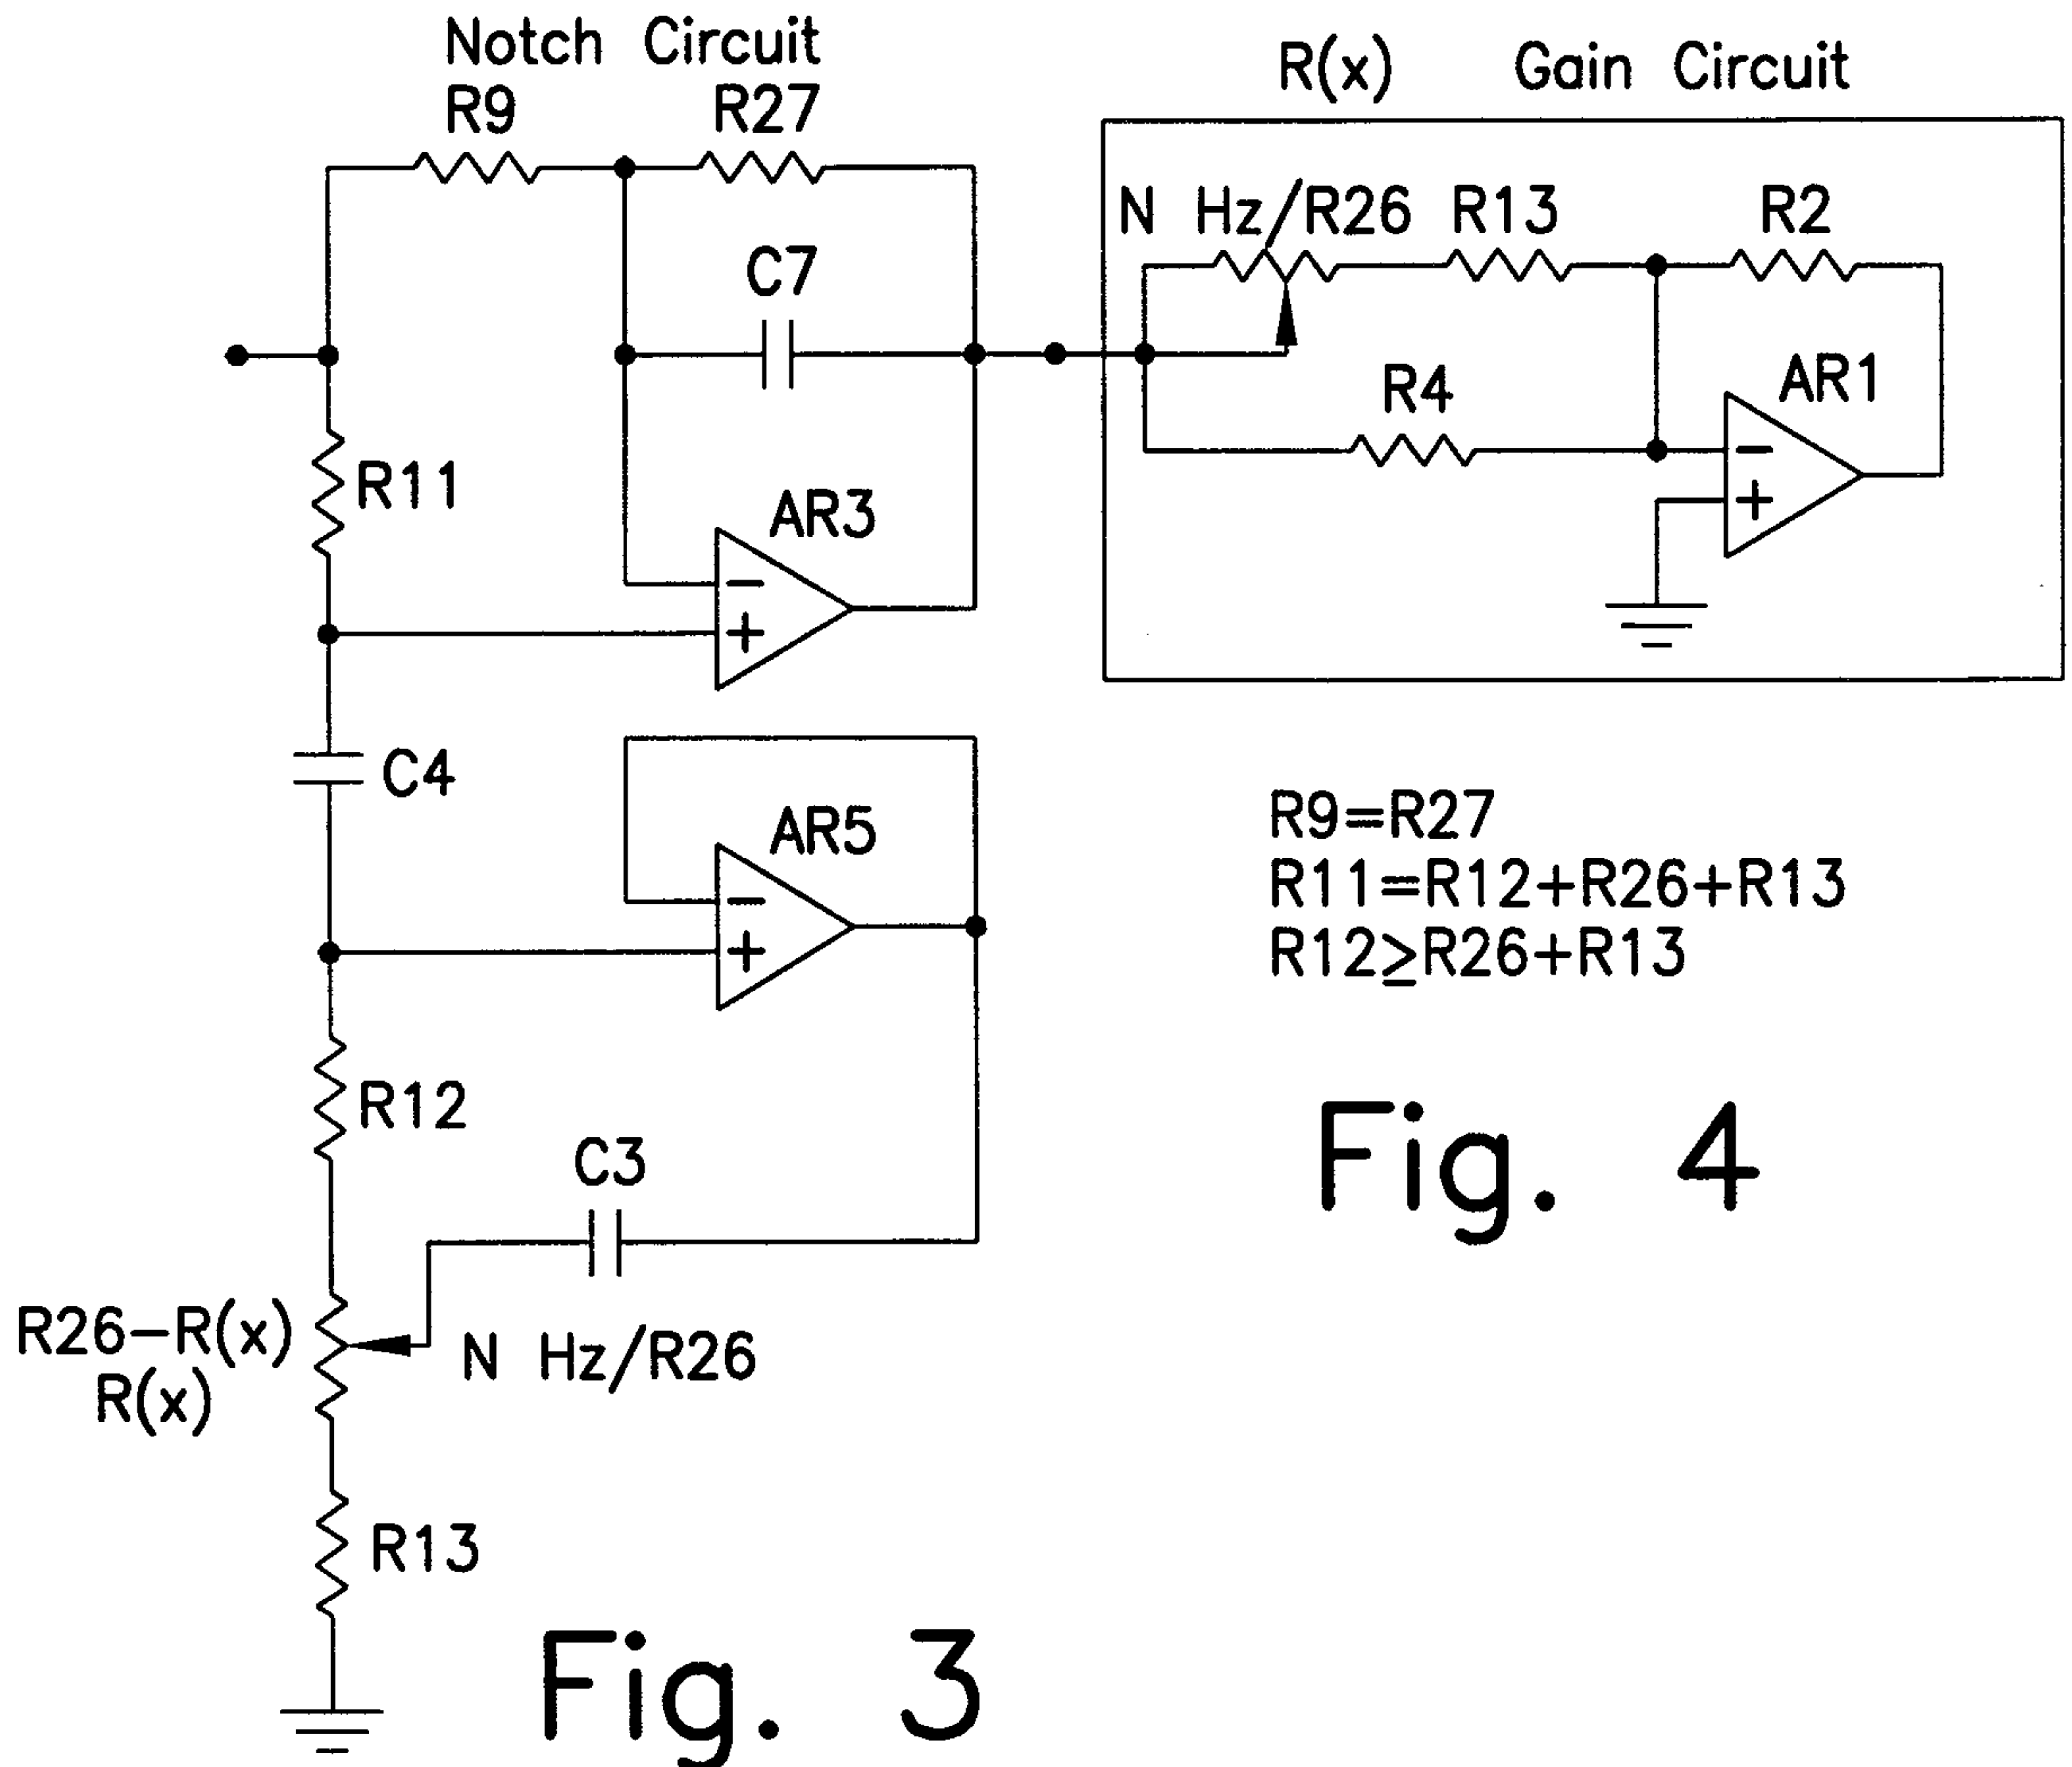 Notch Circuit
R9
R27
C7
R11
AR3
−
+
C4
AR5
−
+
R12
C3
R26−R(x)
R(x)
N Hz/R26
R13
Fig. 3
R(x) Gain Circuit
N Hz/R26
R13
R2
R4
AR1
−
+
R9=R27
R11=R12+R26+R13
R12≥R26+R13
Fig. 4